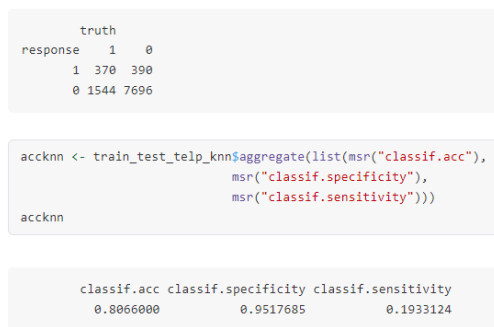 truth
response 1 0
1 370 390
0 1544 7696
accknn <- train_test_telp_knn$aggregate(list(msr("classif.acc"),
msr("classif.specificity"),
msr("classif.sensitivity")))
accknn
classif.acc classif.specificity classif.sensitivity
0.8066000 0.9517685 0.1933124